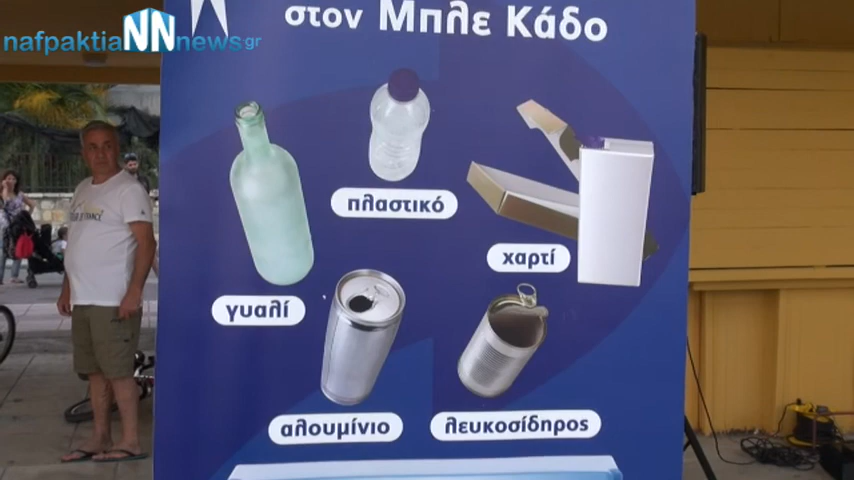 στον Μπλε Κάδο
nafpaktiaNNnews.gr
πλαστικό
χαρτί
γυαλί
αλουμίνιο
λευκοσίδηρος